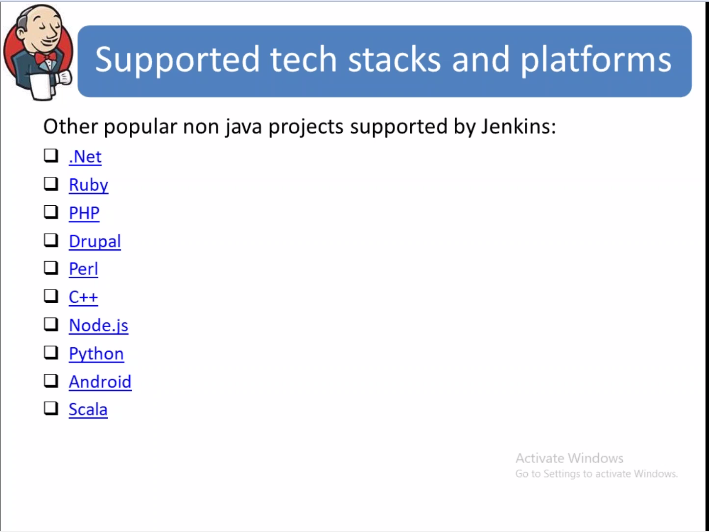 Supported tech stacks and platforms
Other popular non java projects supported by Jenkins:
.Net
Ruby
PHP
Drupal
Perl
C++
Node.js
Python
Android
Scala
Activate Windows
Go to Settings to activate Windows.